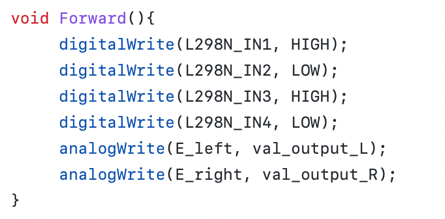 void Forward(){
digitalWrite(L298N_IN1, HIGH);
digitalWrite(L298N_IN2, LOW);
digitalWrite(L298N_IN3, HIGH);
digitalWrite(L298N_IN4, LOW);
analogWrite(E_left, val_output_L);
analogWrite(E_right, val_output_R);
}